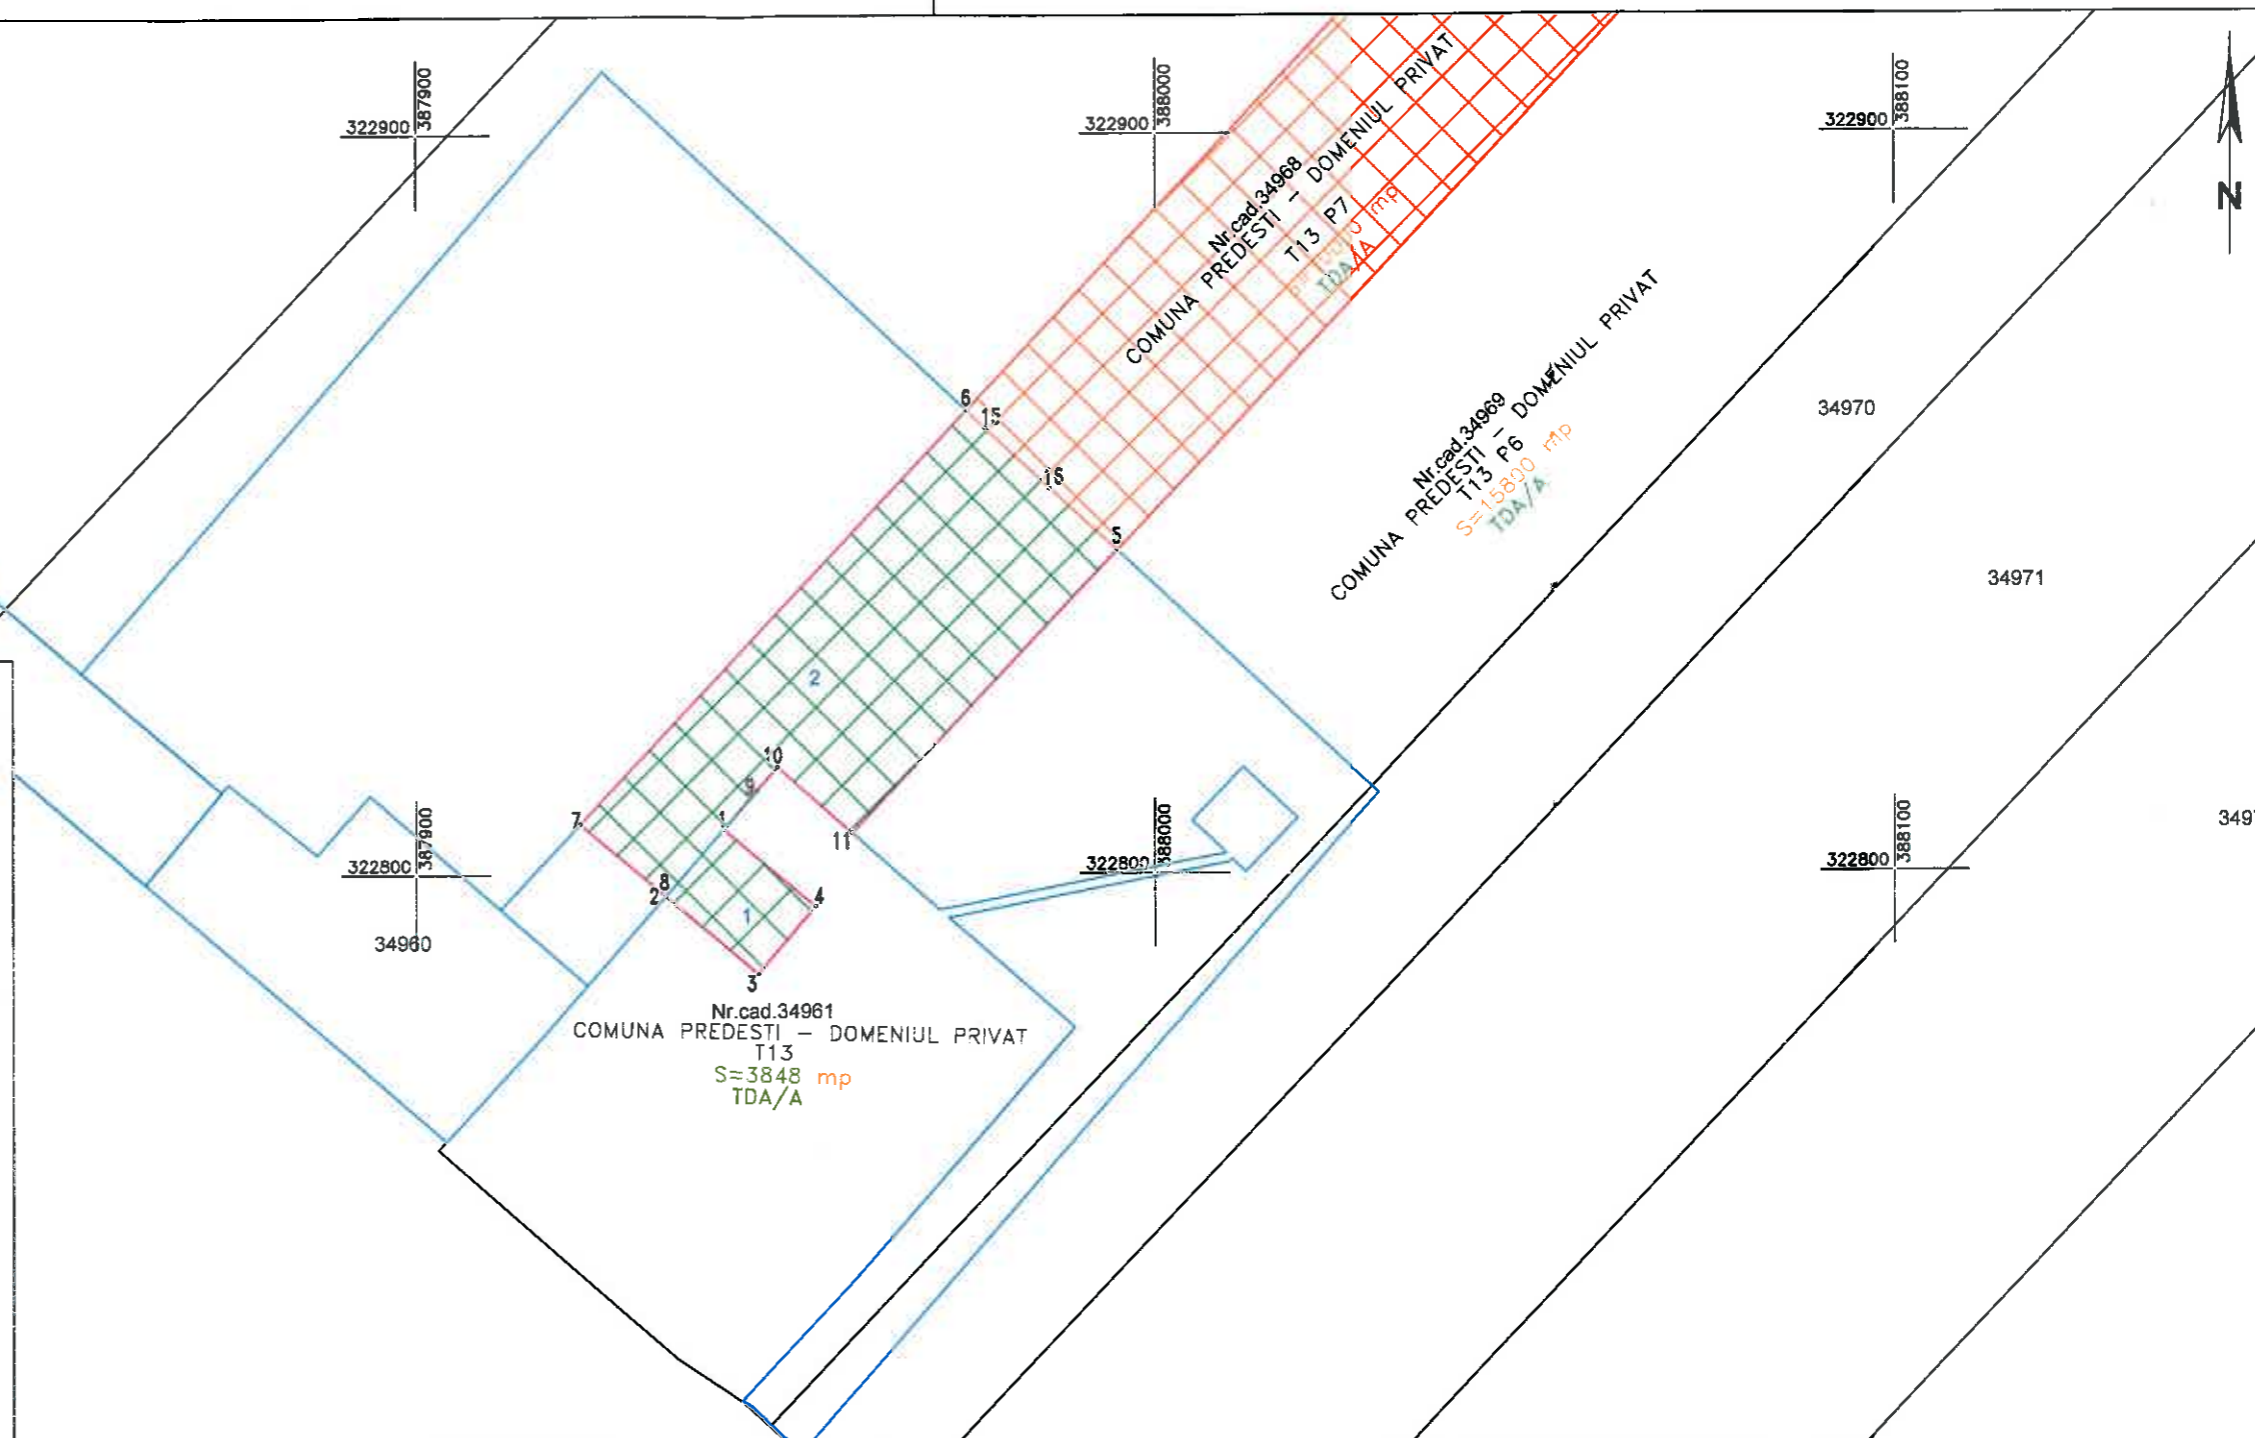 322900
387900
322900
388000
322900
388100
N
Nr.cad.34968
COMUNA PREDESTI - DOMENIUL PRIVAT
T13 P7
mp
TDA/A
Nr.cad.34969
COMUNA PREDESTI - DOMENIUL PRIVAT
T13 P6
S=15800 mp
TDA/A
34970
34971
6
15
16
5
2
10
9
7
1
11
8
2
4
1
3
322800
387900
322800
388000
322800
388100
34960
Nr.cad.34961
COMUNA PREDESTI - DOMENIUL PRIVAT
T13
S=3848 mp
TDA/A